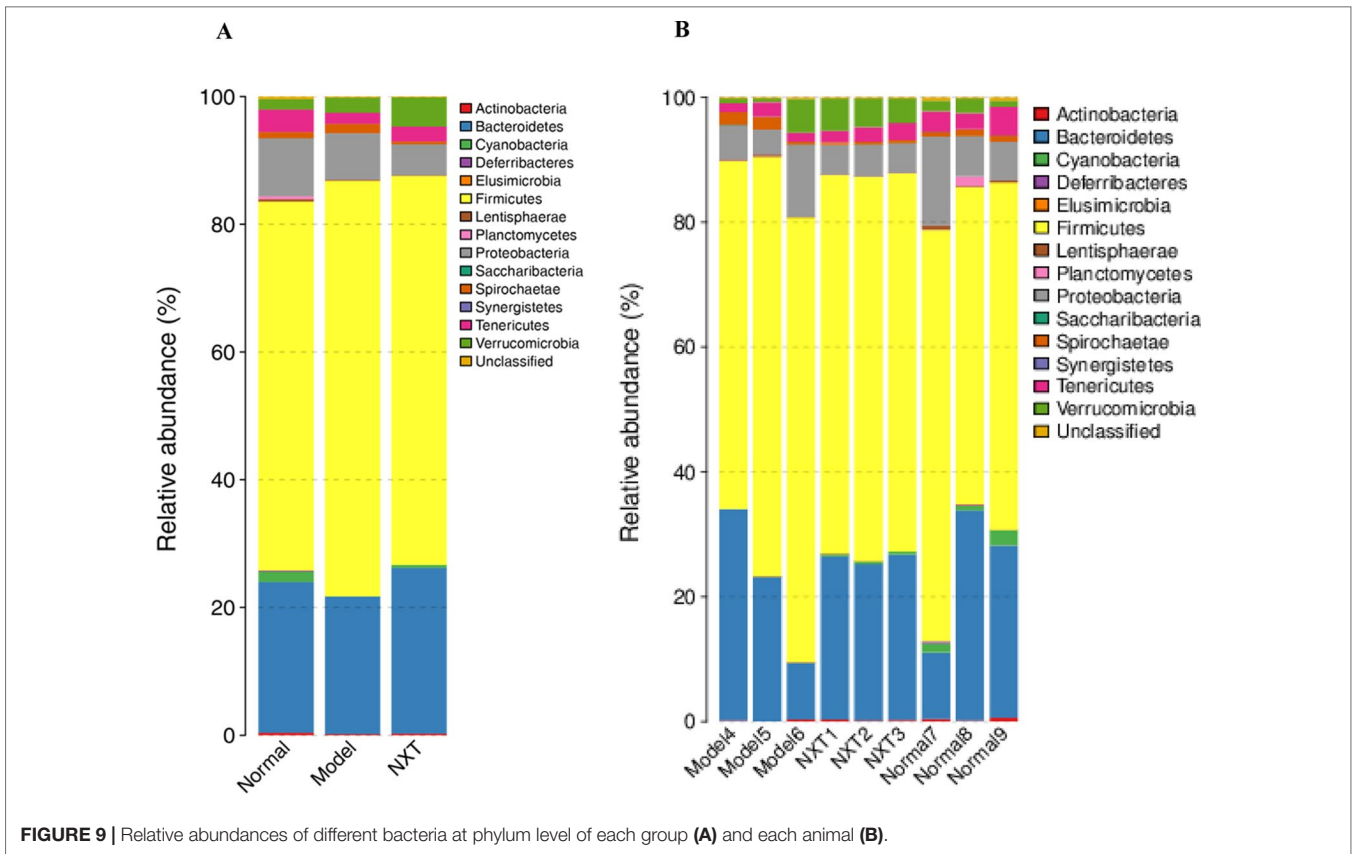 A
Relative abundance (%)
100
80
60
40
20
0
Normal
Model
NXT
Actinobacteria
Bacteroidetes
Cyanobacteria
Deferribacteres
Elusimicrobia
Firmicutes
Lentisphaerae
Planctomycetes
Proteobacteria
Saccharibacteria
Spirochaetae
Synergistetes
Tenericutes
Verrucomicrobia
Unclassified
B
Relative abundance (%)
100
80
60
40
20
0
Model4
Model5
Model6
NXT1
NXT2
NXT3
Normal7
Normal8
Normal9
Actinobacteria
Bacteroidetes
Cyanobacteria
Deferribacteres
Elusimicrobia
Firmicutes
Lentisphaerae
Planctomycetes
Proteobacteria
Saccharibacteria
Spirochaetae
Synergistetes
Tenericutes
Verrucomicrobia
Unclassified
FIGURE 9 | Relative abundances of different bacteria at phylum level of each group (A) and each animal (B).